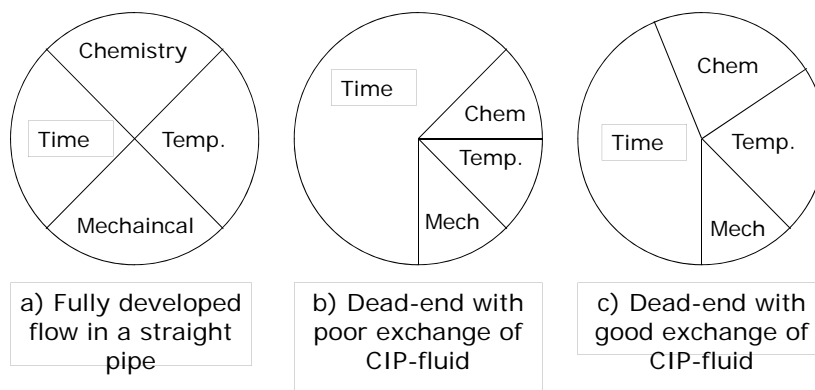 Chemistry
Time
Temp.
Mechaincal
Time
Chem
Temp.
Mech
Chem
Time
Temp.
Mech
a) Fully developed
flow in a straight
pipe
b) Dead-end with
poor exchange of
CIP-fluid
c) Dead-end with
good exchange of
CIP-fluid